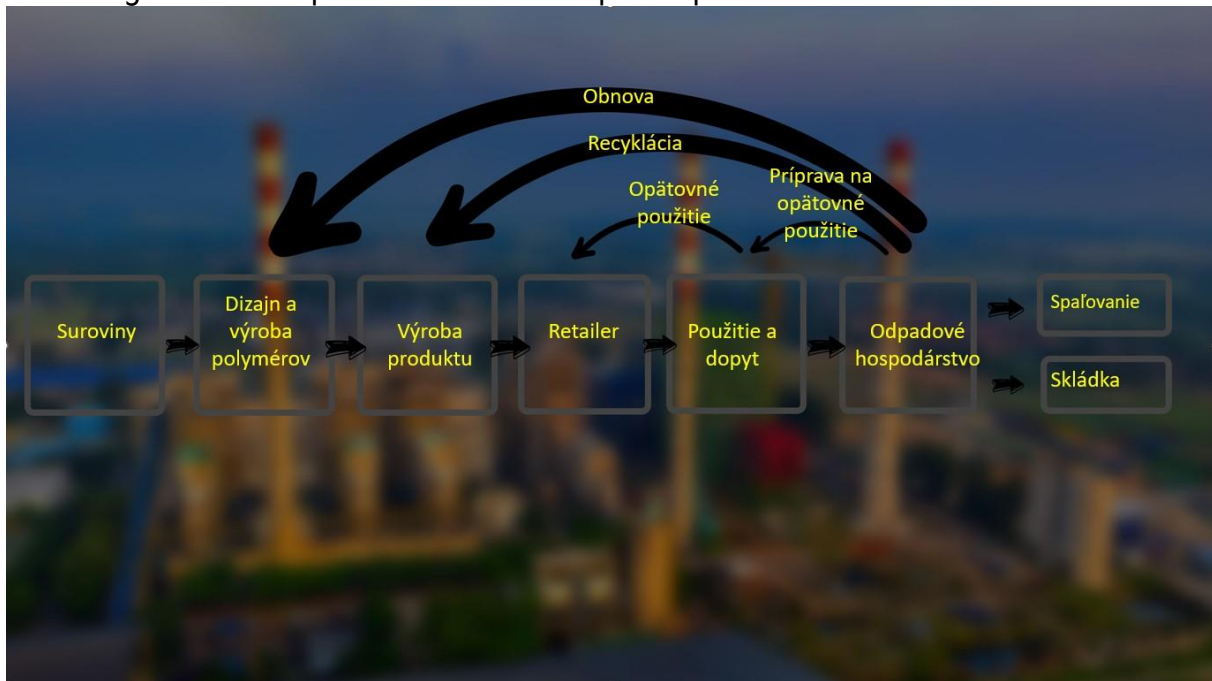 Obnova
Recyklácia
Opätovné
použitie
Príprava na
opätovné
použitie
Suroviny
Dizajn a
výroba
polymérov
Výroba
produktu
Retailer
Použitie a
dopyt
Odpadové
hospodárstvo
Spaľovanie
Skládka